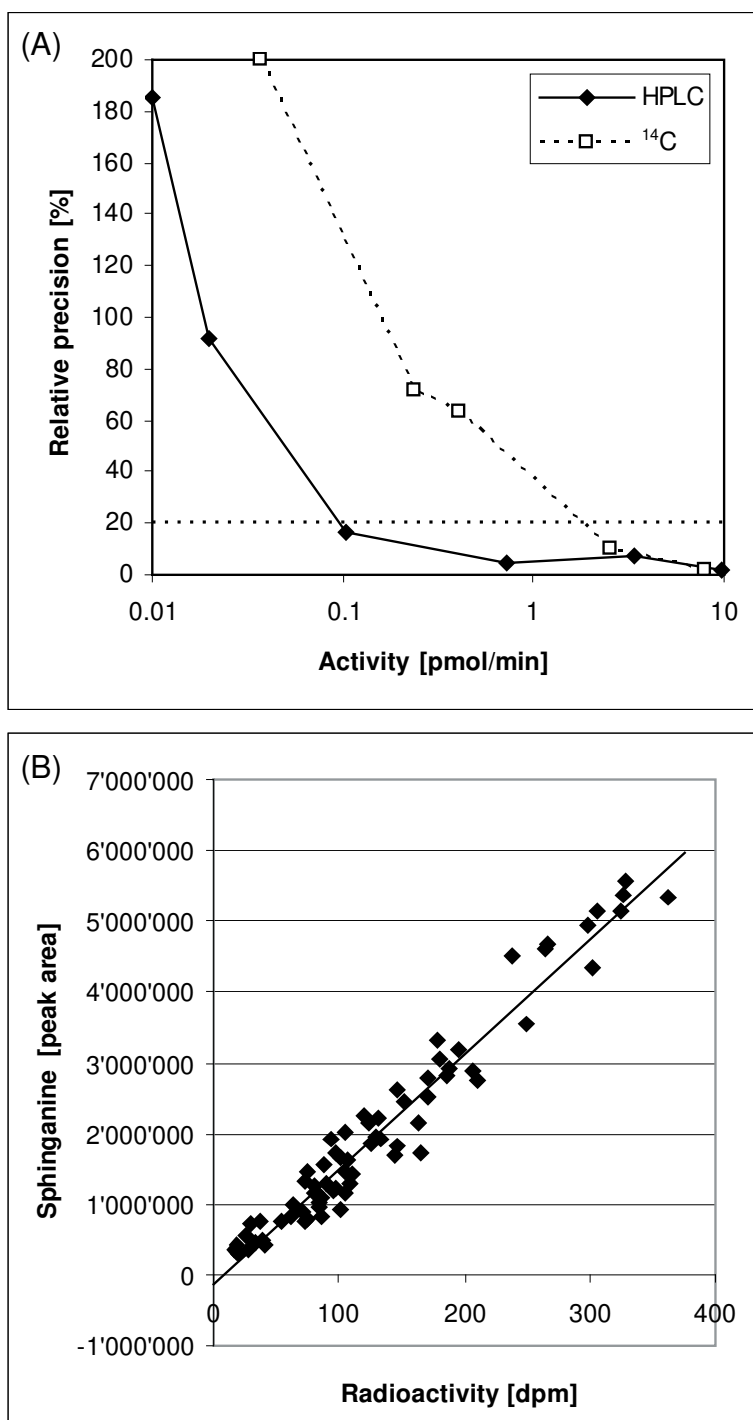 (A)
200
180
160
140
120
100
80
60
40
20
0
Relative precision [%]
HPLC
¹⁴C
0.01 0.1 1 10
Activity [pmol/min]
(B)
7'000'000
6'000'000
5'000'000
4'000'000
3'000'000
2'000'000
1'000'000
0
-1'000'000
Sphinganine [peak area]
0 100 200 300 400
Radioactivity [dpm]